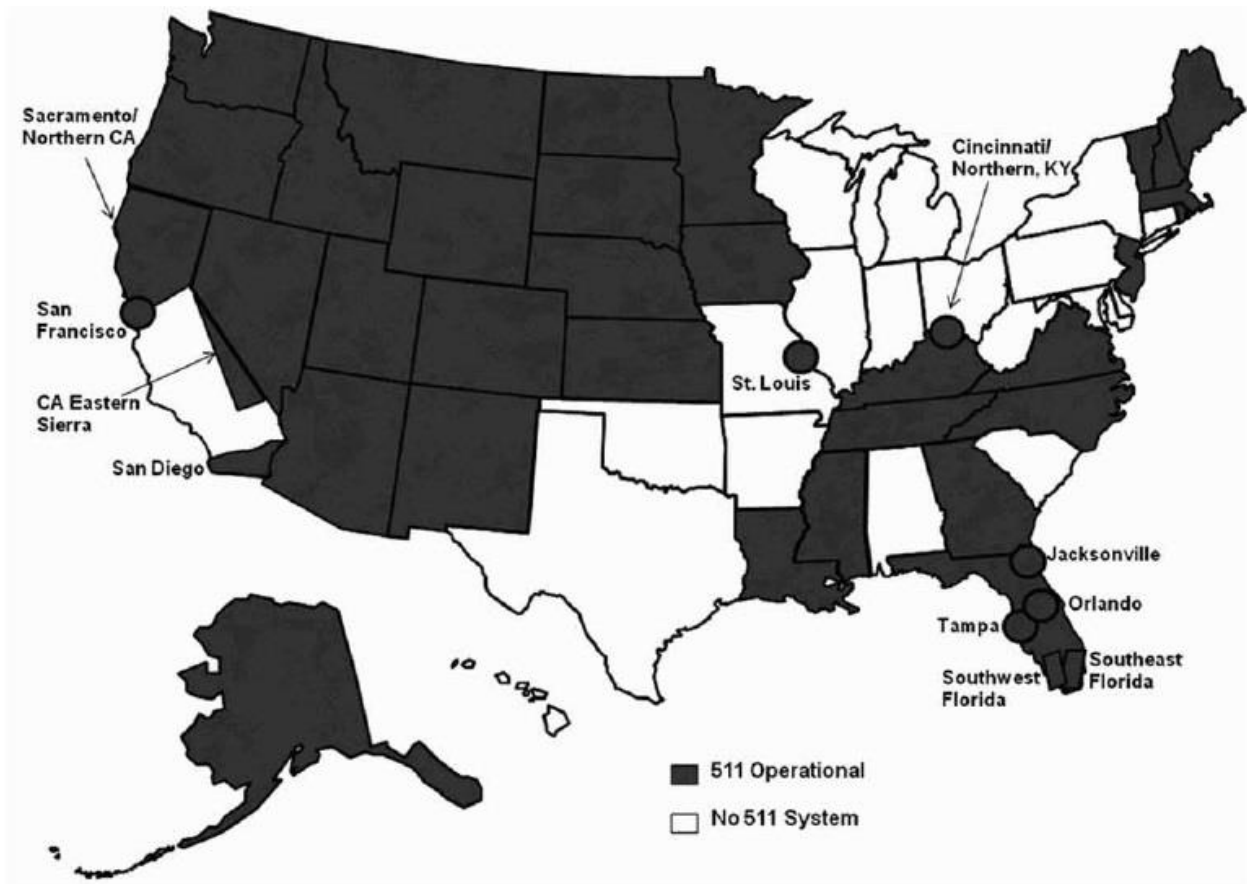 Sacramento/
Northern CA
Cincinnati/
Northern, KY
San
Francisco
St. Louis
CA Eastern
Sierra
San Diego
Jacksonville
Orlando
Tampa
Southwest
Florida
Southeast
Florida
511 Operational
No 511 System